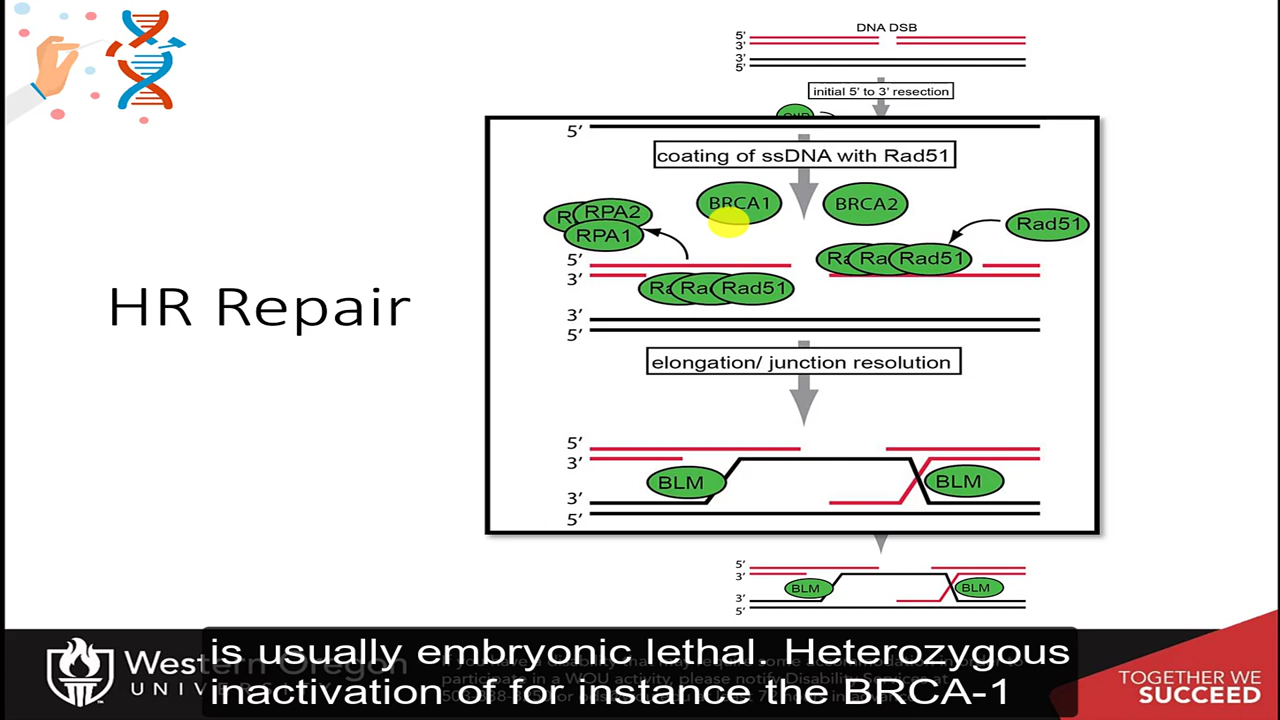 DNA DSB
5'
3'
3'
5'
initial 5' to 3' resection
5'
coating of ssDNA with Rad51
BRCA1
BRCA2
RPA2
RPA1
Rad51
5'
3'
Rad51
Rad51
3'
5'
HR Repair
elongation/ junction resolution
5'
3'
BLM
BLM
3'
5'
5'
3'
BLM
BLM
3'
5'
is usually embryonic lethal. Heterozygous
inactivation of for instance the BRCA-1
TOGETHER WE
SUCCEED